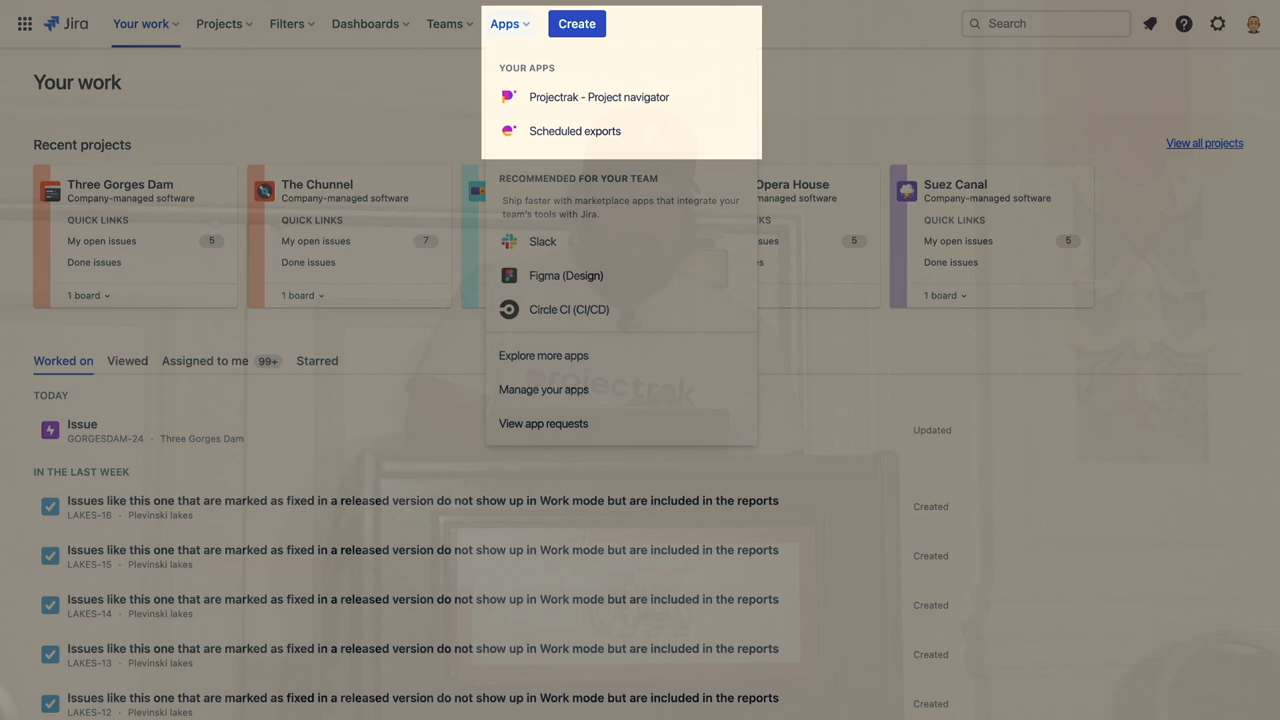 Jira
Your work
Projects
Filters
Dashboards
Teams
Apps
Create
Search
YOUR APPS
Projectrak - Project navigator
Scheduled exports
Your work
Recent projects
View all projects
RECOMMENDED FOR YOUR TEAM
Ship faster with marketplace apps that integrate your
team's tools with Jira.
Slack
Figma (Design)
Circle CI (CI/CD)
Explore more apps
Manage your apps
View app requests
Three Gorges Dam
Company-managed software
QUICK LINKS
My open issues 5
Done issues
1 board
The Chunnel
Company-managed software
QUICK LINKS
My open issues 7
Done issues
1 board
Opera House
5
Suez Canal
Company-managed software
QUICK LINKS
My open issues 5
Done issues
1 board
projectrak
Worked on
Viewed
Assigned to me 99+
Starred
TODAY
Issue
GORGESDAM-24 · Three Gorges Dam
Updated
IN THE LAST WEEK
Issues like this one that are marked as fixed in a released version do not show up in Work mode but are included in the reports
LAKES-16 · Plevinski lakes
Created
Issues like this one that are marked as fixed in a released version do not show up in Work mode but are included in the reports
LAKES-15 · Plevinski lakes
Created
Issues like this one that are marked as fixed in a released version do not show up in Work mode but are included in the reports
LAKES-14 · Plevinski lakes
Created
Issues like this one that are marked as fixed in a released version do not show up in Work mode but are included in the reports
LAKES-13 · Plevinski lakes
Created
Issues like this one that are marked as fixed in a released version do not show up in Work mode but are included in the reports
LAKES-12 · Plevinski lakes
Created